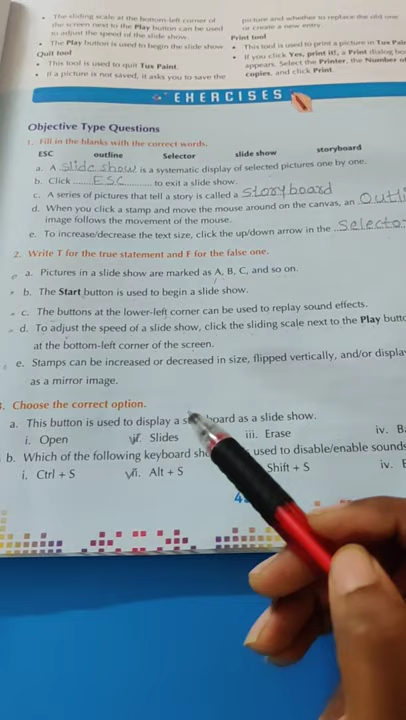 The sliding scale at the bottom-left corner of
the screen next to the Play button can be used
to adjust the speed of the slide show.
• The Play button is used to begin the slide show.
Quit tool
• This tool is used to quit Tux Paint.
• If a picture is not saved, it asks you to save the
picture and whether to replace the old one
or create a new entry.
Print tool
• This tool is used to print a picture in Tux
• If you click Yes, print it!, a Print dialog
appears. Select the Printer, the Number of
copies, and click Print.
EXERCISES
Objective Type Questions
1. Fill in the blanks with the correct words.
ESC outline Selector slide show storyboard
a. A slide show is a systematic display of selected pictures one by one.
b. Click ESC to exit a slide show.
c. A series of pictures that tell a story is called a storyboard
d. When you click a stamp and move the mouse around on the canvas, an Outli
image follows the movement of the mouse.
e. To increase/decrease the text size, click the up/down arrow in the Selecto
2. Write T for the true statement and F for the false one.
a. Pictures in a slide show are marked as A, B, C, and so on.
b. The Start button is used to begin a slide show.
c. The buttons at the lower-left corner can be used to replay sound effects.
d. To adjust the speed of a slide show, click the sliding scale next to the Play butto
at the bottom-left corner of the screen.
e. Stamps can be increased or decreased in size, flipped vertically, and/or displa
as a mirror image.
3. Choose the correct option.
a. This button is used to display a board as a slide show.
i. Open ii. Slides iii. Erase iv. B
b. Which of the following keyboard sho used to disable/enable sounds
i. Ctrl + S ii. Alt + S Shift + S iv.